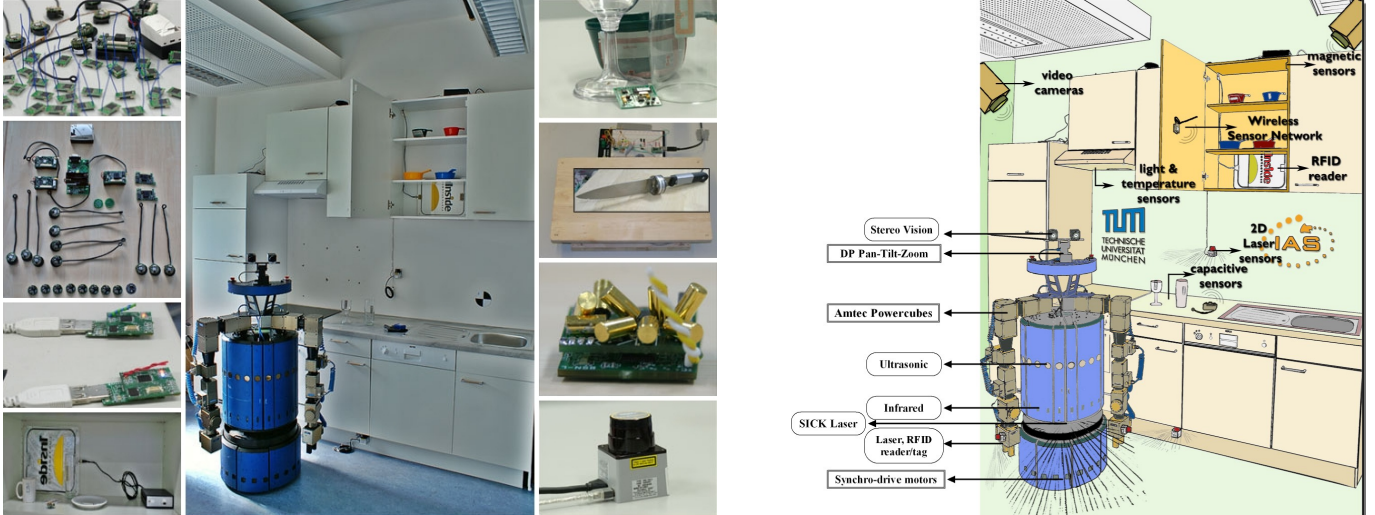 Inside
ebranI
video
cameras
magnetic
sensors
Wireless
Sensor Network
RFID
reader
light &
temperature
sensors
TUM
TECHNISCHE
UNIVERSITÄT
MÜNCHEN
2D
Laser
sensors
IAS
capacitive
sensors
Inside
Stereo Vision
DP Pan-Tilt-Zoom
Amtec Powercubes
Ultrasonic
Infrared
SICK Laser
Laser, RFID
reader/tag
Synchro-drive motors